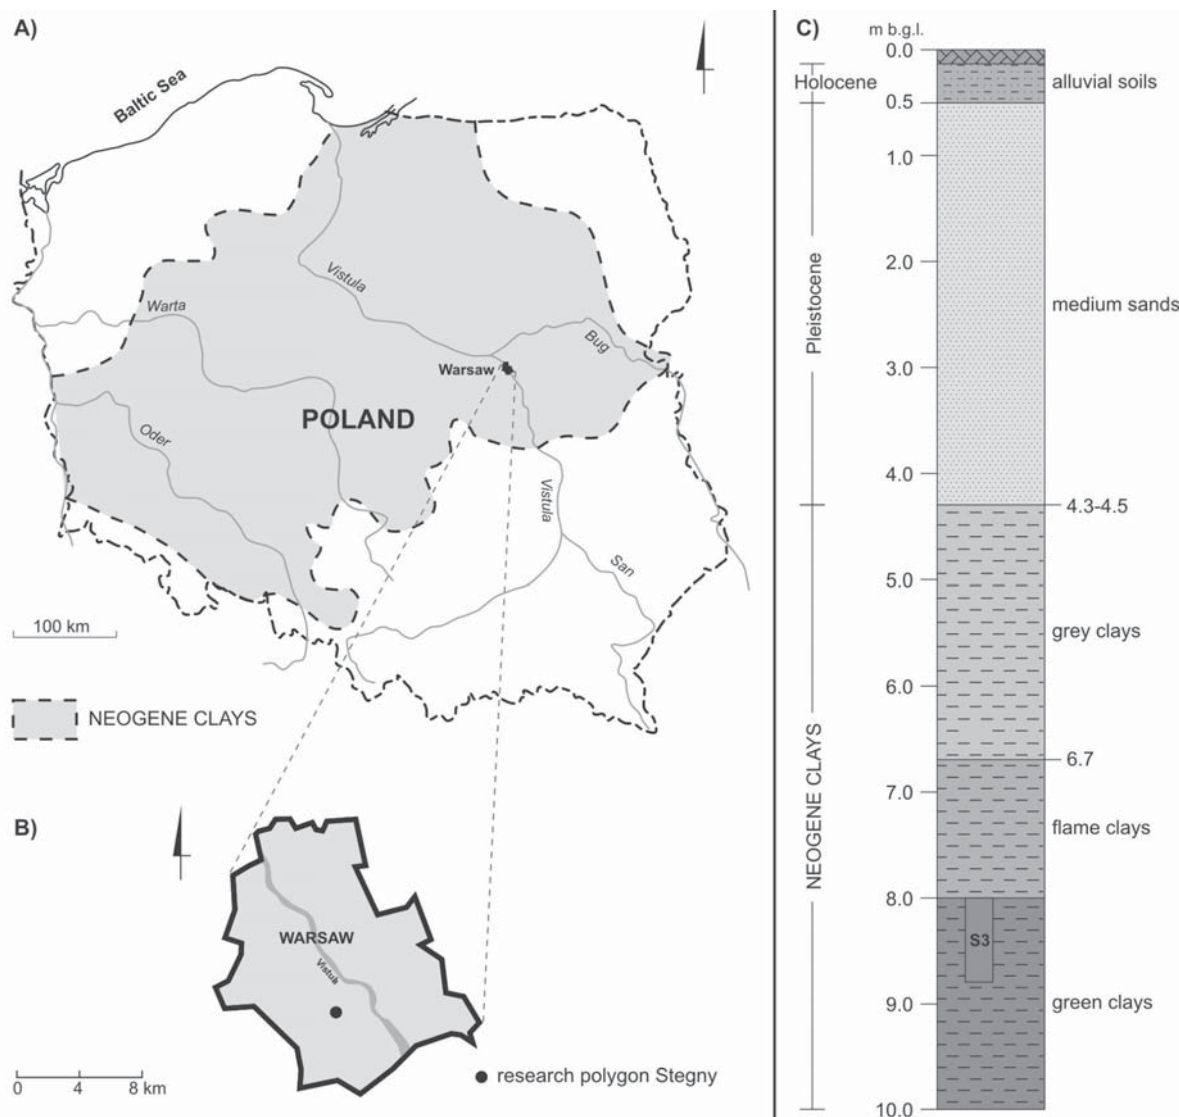 A)
Baltic Sea
Vistula
Warta
Bug
Warsaw
POLAND
Oder
Vistula
San
100 km
NEOGENE CLAYS
B)
WARSAW
Vistula
0 4 8 km
research polygon Stegny
C)
m b.g.l.
0.0
Holocene
alluvial soils
0.5
1.0
2.0
Pleistocene
medium sands
3.0
4.0
4.3-4.5
5.0
grey clays
6.0
6.7
7.0
NEOGENE CLAYS
flame clays
8.0
S3
9.0
green clays
10.0